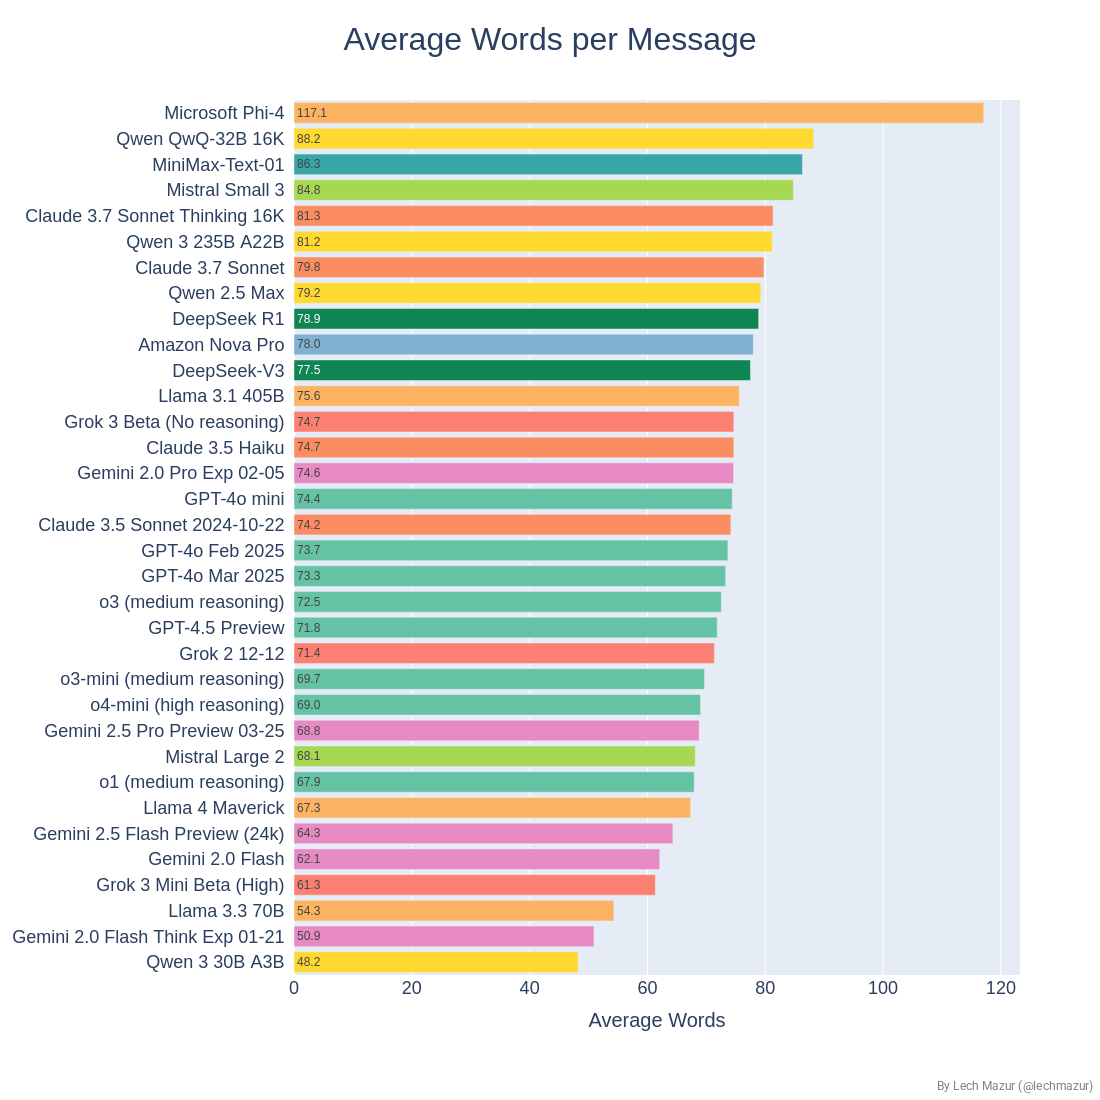 Average Words per Message
Microsoft Phi-4 117.1
Qwen QwQ-32B 16K 88.2
MiniMax-Text-01 86.3
Mistral Small 3 84.8
Claude 3.7 Sonnet Thinking 16K 81.3
Qwen 3 235B A22B 81.2
Claude 3.7 Sonnet 79.8
Qwen 2.5 Max 79.2
DeepSeek R1 78.9
Amazon Nova Pro 78.0
DeepSeek-V3 77.5
Llama 3.1 405B 75.6
Grok 3 Beta (No reasoning) 74.7
Claude 3.5 Haiku 74.7
Gemini 2.0 Pro Exp 02-05 74.6
GPT-4o mini 74.4
Claude 3.5 Sonnet 2024-10-22 74.2
GPT-4o Feb 2025 73.7
GPT-4o Mar 2025 73.3
o3 (medium reasoning) 72.5
GPT-4.5 Preview 71.8
Grok 2 12-12 71.4
o3-mini (medium reasoning) 69.7
o4-mini (high reasoning) 69.0
Gemini 2.5 Pro Preview 03-25 68.8
Mistral Large 2 68.1
o1 (medium reasoning) 67.9
Llama 4 Maverick 67.3
Gemini 2.5 Flash Preview (24k) 64.3
Gemini 2.0 Flash 62.1
Grok 3 Mini Beta (High) 61.3
Llama 3.3 70B 54.3
Gemini 2.0 Flash Think Exp 01-21 50.9
Qwen 3 30B A3B 48.2
0 20 40 60 80 100 120
Average Words
By Lech Mazur (@lechmazur)